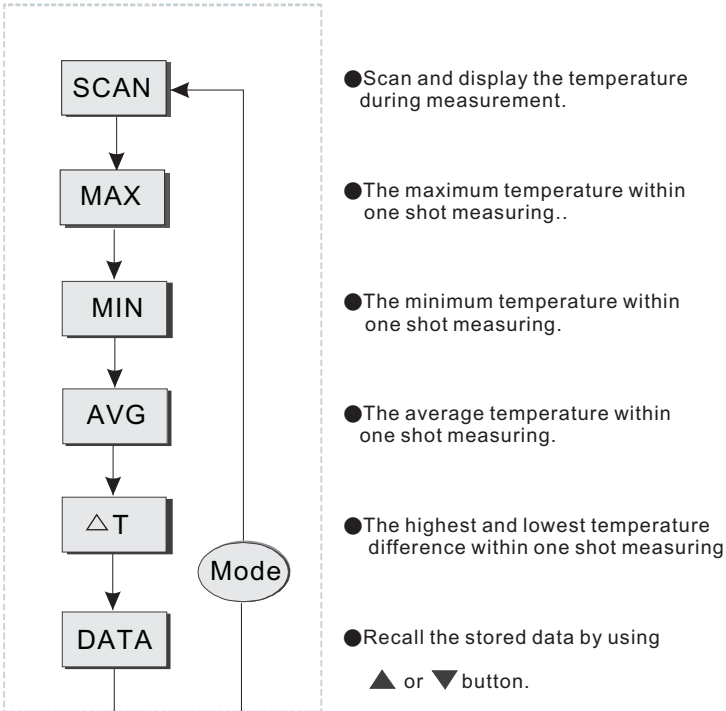 SCAN
●Scan and display the temperature
during measurement.
MAX
●The maximum temperature within
one shot measuring..
MIN
●The minimum temperature within
one shot measuring.
AVG
●The average temperature within
one shot measuring.
△T
●The highest and lowest temperature
difference within one shot measuring
Mode
DATA
●Recall the stored data by using
▲ or ▼ button.